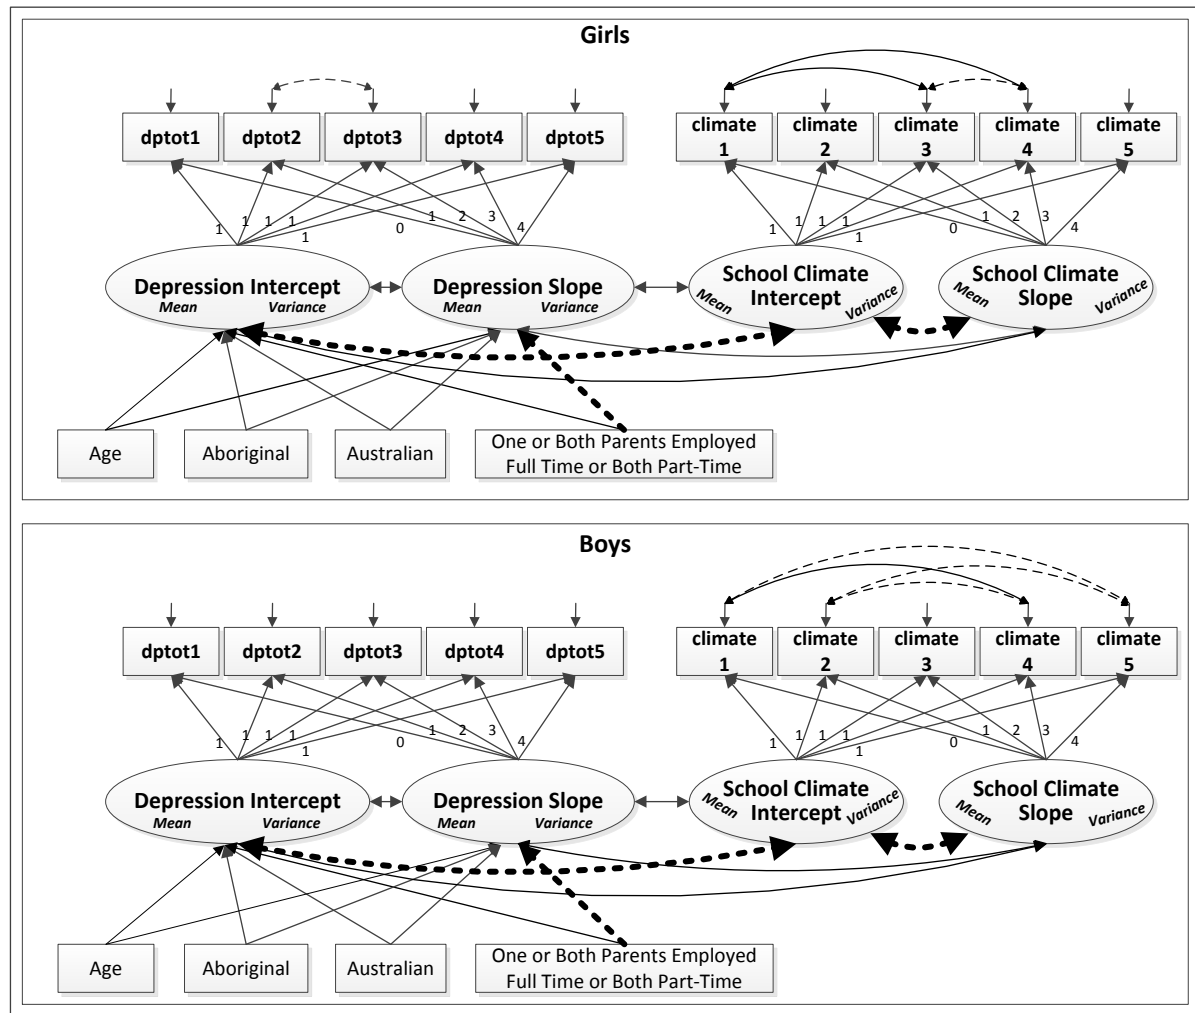 Girls
dptot1 dptot2 dptot3 dptot4 dptot5 climate 1 climate 2 climate 3 climate 4 climate 5
1 1 1 1 1 0 1 2 3 4 1 1 1 1 1 0 1 2 3 4
Depression Intercept
Mean Variance
Depression Slope
Mean Variance
School Climate
Intercept
Mean Variance
School Climate
Slope
Mean Variance
Age
Aboriginal
Australian
One or Both Parents Employed
Full Time or Both Part-Time
Boys
dptot1 dptot2 dptot3 dptot4 dptot5 climate 1 climate 2 climate 3 climate 4 climate 5
1 1 1 1 1 0 1 2 3 4 1 1 1 1 1 0 1 2 3 4
Depression Intercept
Mean Variance
Depression Slope
Mean Variance
School Climate
Intercept
Mean Variance
School Climate
Slope
Mean Variance
Age
Aboriginal
Australian
One or Both Parents Employed
Full Time or Both Part-Time